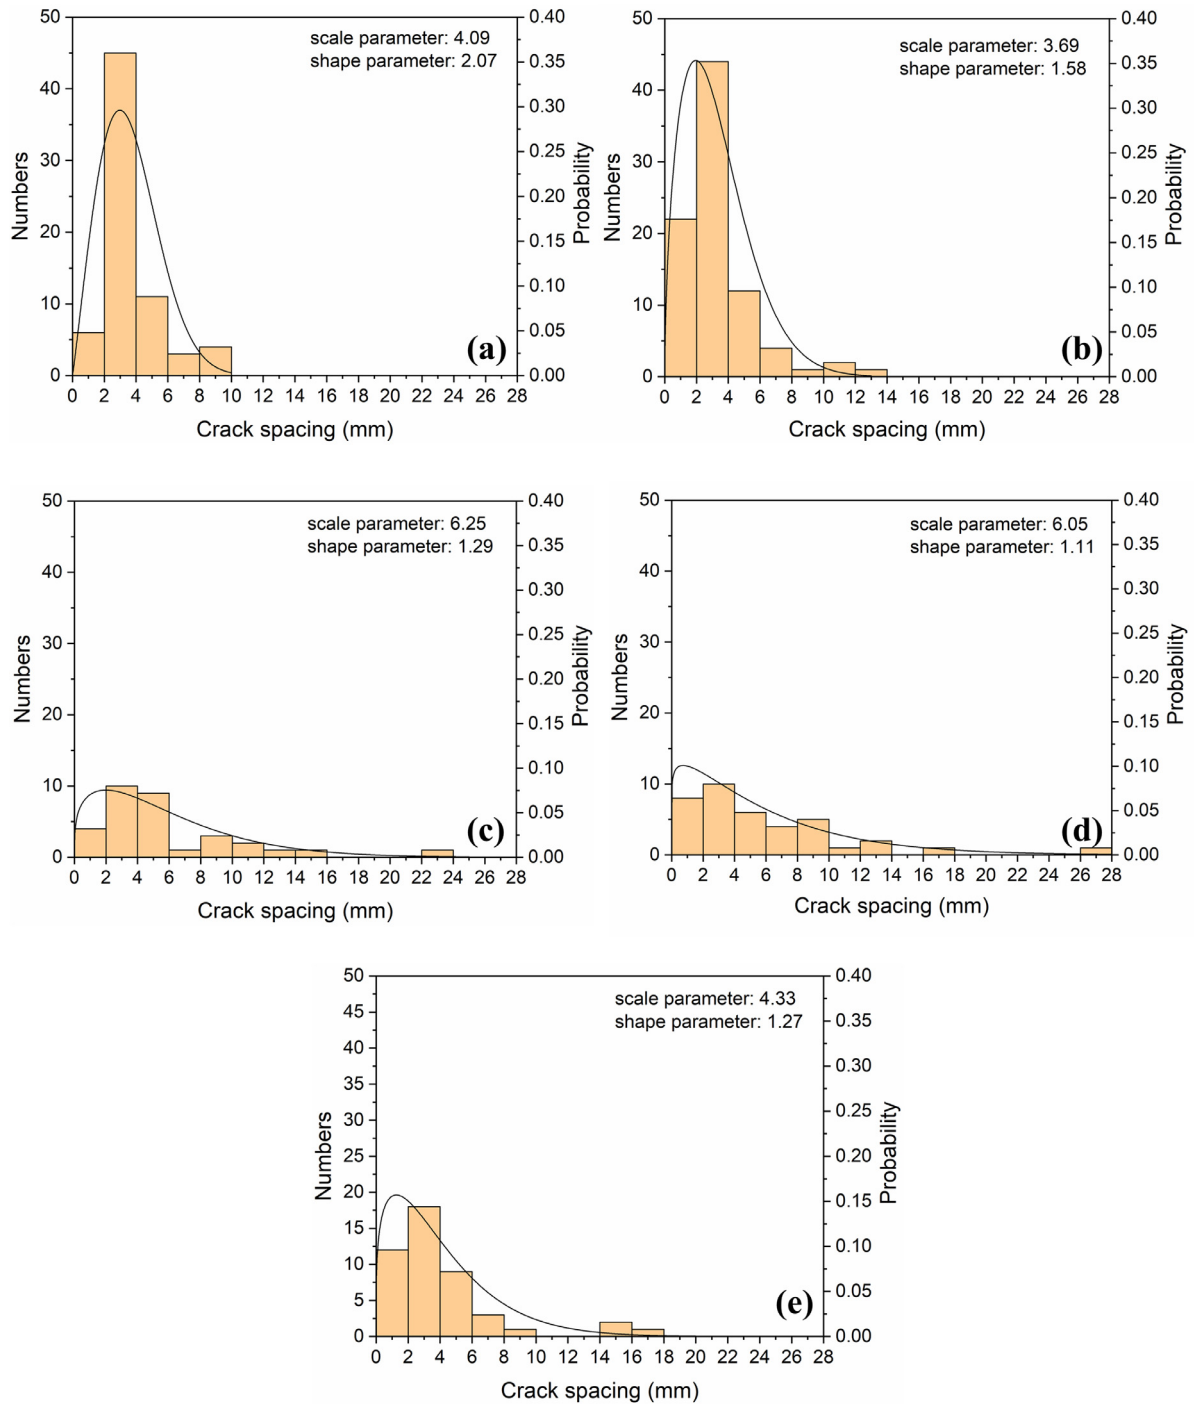 scale parameter: 4.09
shape parameter: 2.07
(a)
Numbers
Probability
50
40
30
20
10
0
0.40
0.35
0.30
0.25
0.20
0.15
0.10
0.05
0.00
0 2 4 6 8 10 12 14 16 18 20 22 24 26 28
Crack spacing (mm)
scale parameter: 3.69
shape parameter: 1.58
(b)
Numbers
Probability
50
40
30
20
10
0
0.40
0.35
0.30
0.25
0.20
0.15
0.10
0.05
0.00
0 2 4 6 8 10 12 14 16 18 20 22 24 26 28
Crack spacing (mm)
scale parameter: 6.25
shape parameter: 1.29
(c)
Numbers
Probability
50
40
30
20
10
0
0.40
0.35
0.30
0.25
0.20
0.15
0.10
0.05
0.00
0 2 4 6 8 10 12 14 16 18 20 22 24 26 28
Crack spacing (mm)
scale parameter: 6.05
shape parameter: 1.11
(d)
Numbers
Probability
50
40
30
20
10
0
0.40
0.35
0.30
0.25
0.20
0.15
0.10
0.05
0.00
0 2 4 6 8 10 12 14 16 18 20 22 24 26 28
Crack spacing (mm)
scale parameter: 4.33
shape parameter: 1.27
(e)
Numbers
Probability
50
45
40
35
30
25
20
15
10
5
0
0.40
0.35
0.30
0.25
0.20
0.15
0.10
0.05
0.00
0 2 4 6 8 10 12 14 16 18 20 22 24 26 28
Crack spacing (mm)